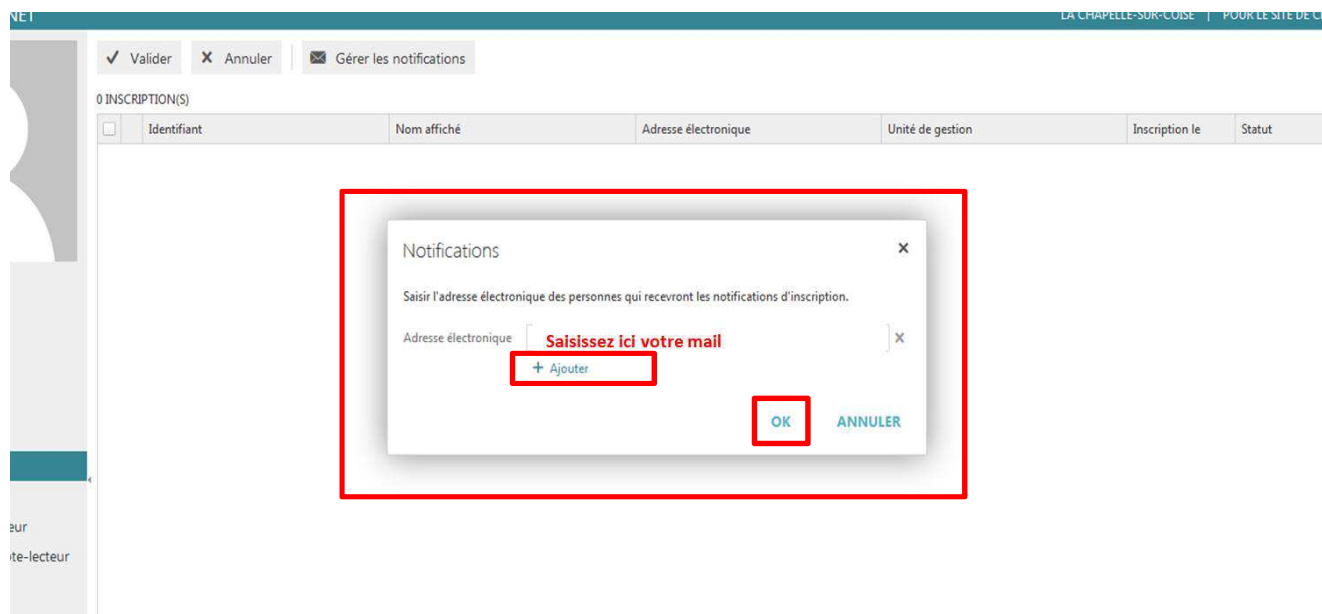 NET
LA CHAPELLE-SUR-COISE | POUR LE SITE DE C
Valider Annuler Gérer les notifications
0 INSCRIPTION(S)
Identifiant Nom affiché Adresse électronique Unité de gestion Inscription le Statut
Notifications
Saisir l'adresse électronique des personnes qui recevront les notifications d'inscription.
Adresse électronique Saisissez ici votre mail
+ Ajouter
OK ANNULER
eur
te-lecteur